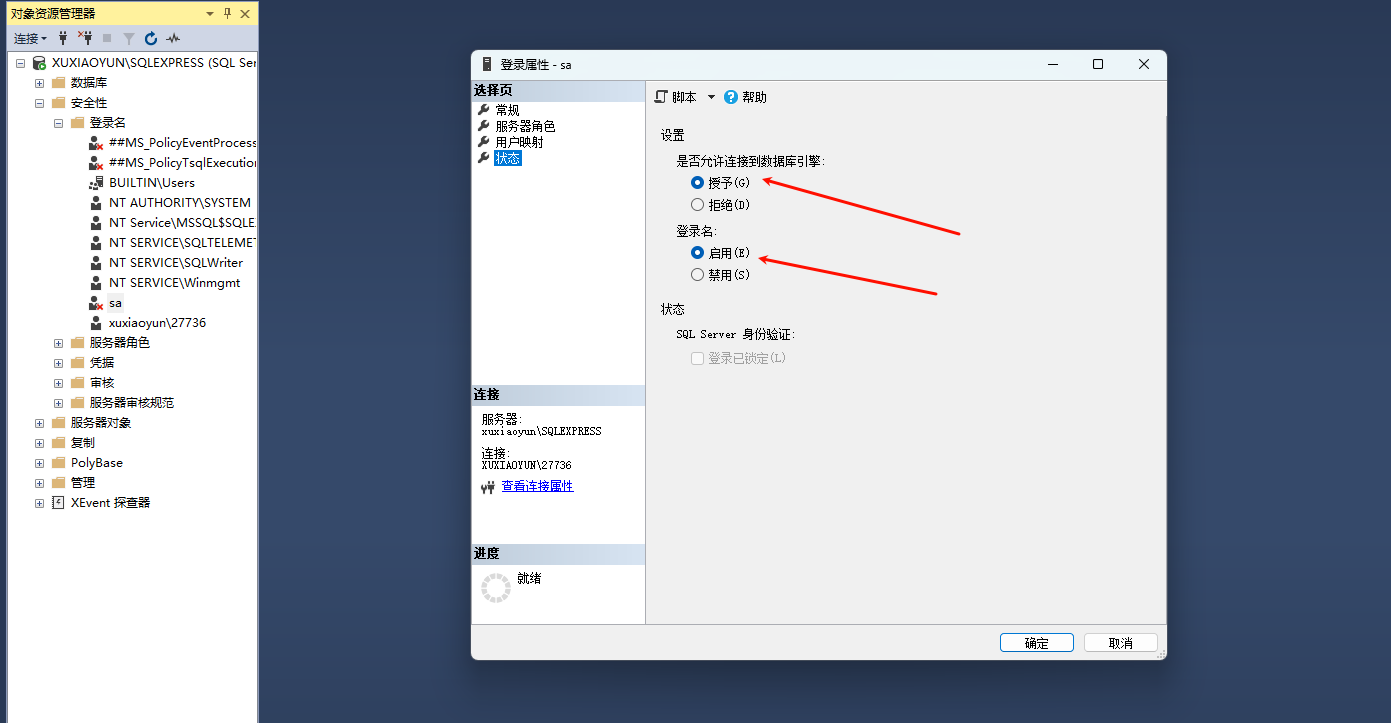 对象资源管理器
连接
XUXIAOYUN\SQLEXPRESS (SQL Ser
数据库
安全性
登录名
##MS_PolicyEventProcess
##MS_PolicyTsqlExecution
BUILTIN\Users
NT AUTHORITY\SYSTEM
NT Service\MSSQL$SQLE
NT SERVICE\SQLTELEMET
NT SERVICE\SQLWriter
NT SERVICE\Winmgmt
sa
xuxiaoyun\27736
服务器角色
凭据
审核
服务器审核规范
服务器对象
复制
PolyBase
管理
XEvent 探查器
登录属性 - sa
选择页
常规
服务器角色
用户映射
状态
连接
服务器:
xuxiaoyun\SQLEXPRESS
连接:
XUXIAOYUN\27736
查看连接属性
进度
就绪
脚本
帮助
设置
是否允许连接到数据库引擎:
授予(G)
拒绝(D)
登录名:
启用(E)
禁用(S)
状态
SQL Server 身份验证:
登录已锁定(L)
确定
取消